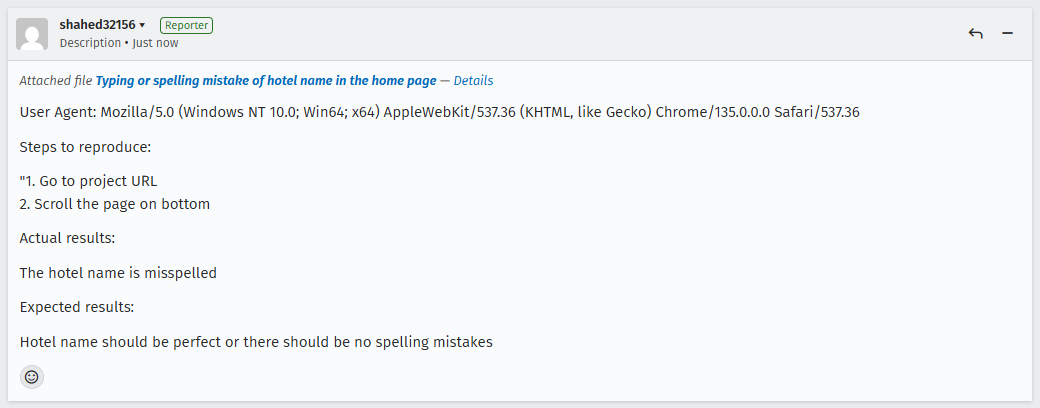 shahed32156 Reporter
Description • Just now
Attached file Typing or spelling mistake of hotel name in the home page — Details
User Agent: Mozilla/5.0 (Windows NT 10.0; Win64; x64) AppleWebKit/537.36 (KHTML, like Gecko) Chrome/135.0.0.0 Safari/537.36
Steps to reproduce:
"1. Go to project URL
2. Scroll the page on bottom
Actual results:
The hotel name is misspelled
Expected results:
Hotel name should be perfect or there should be no spelling mistakes